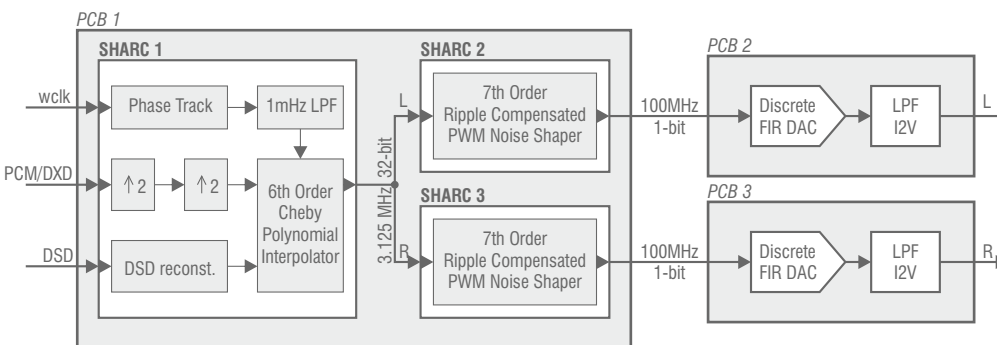 PCB 1
SHARC 1
wclk
Phase Track
1mHz LPF
PCM/DXD
↑2
↑2
6th Order
Cheby
Polynomial
Interpolator
DSD
DSD reconst.
3.125 MHz, 32-bit
L
R
SHARC 2
7th Order
Ripple Compensated
PWM Noise Shaper
SHARC 3
7th Order
Ripple Compensated
PWM Noise Shaper
100MHz
1-bit
100MHz
1-bit
PCB 2
Discrete
FIR DAC
LPF
I2V
L
PCB 3
Discrete
FIR DAC
LPF
I2V
R